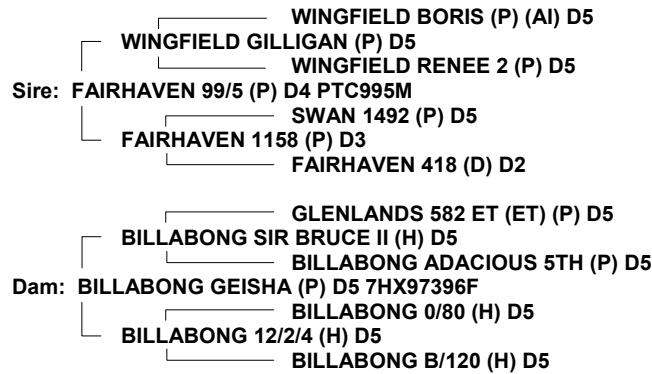 WINGFIELD BORIS (P) (AI) D5
WINGFIELD GILLIGAN (P) D5
WINGFIELD RENEE 2 (P) D5
Sire: FAIRHAVEN 99/5 (P) D4 PTC995M
SWAN 1492 (P) D5
FAIRHAVEN 1158 (P) D3
FAIRHAVEN 418 (D) D2
GLENLANDS 582 ET (ET) (P) D5
BILLABONG SIR BRUCE II (H) D5
BILLABONG ADACIOUS 5TH (P) D5
Dam: BILLABONG GEISHA (P) D5 7HX97396F
BILLABONG 0/80 (H) D5
BILLABONG 12/2/4 (H) D5
BILLABONG B/120 (H) D5